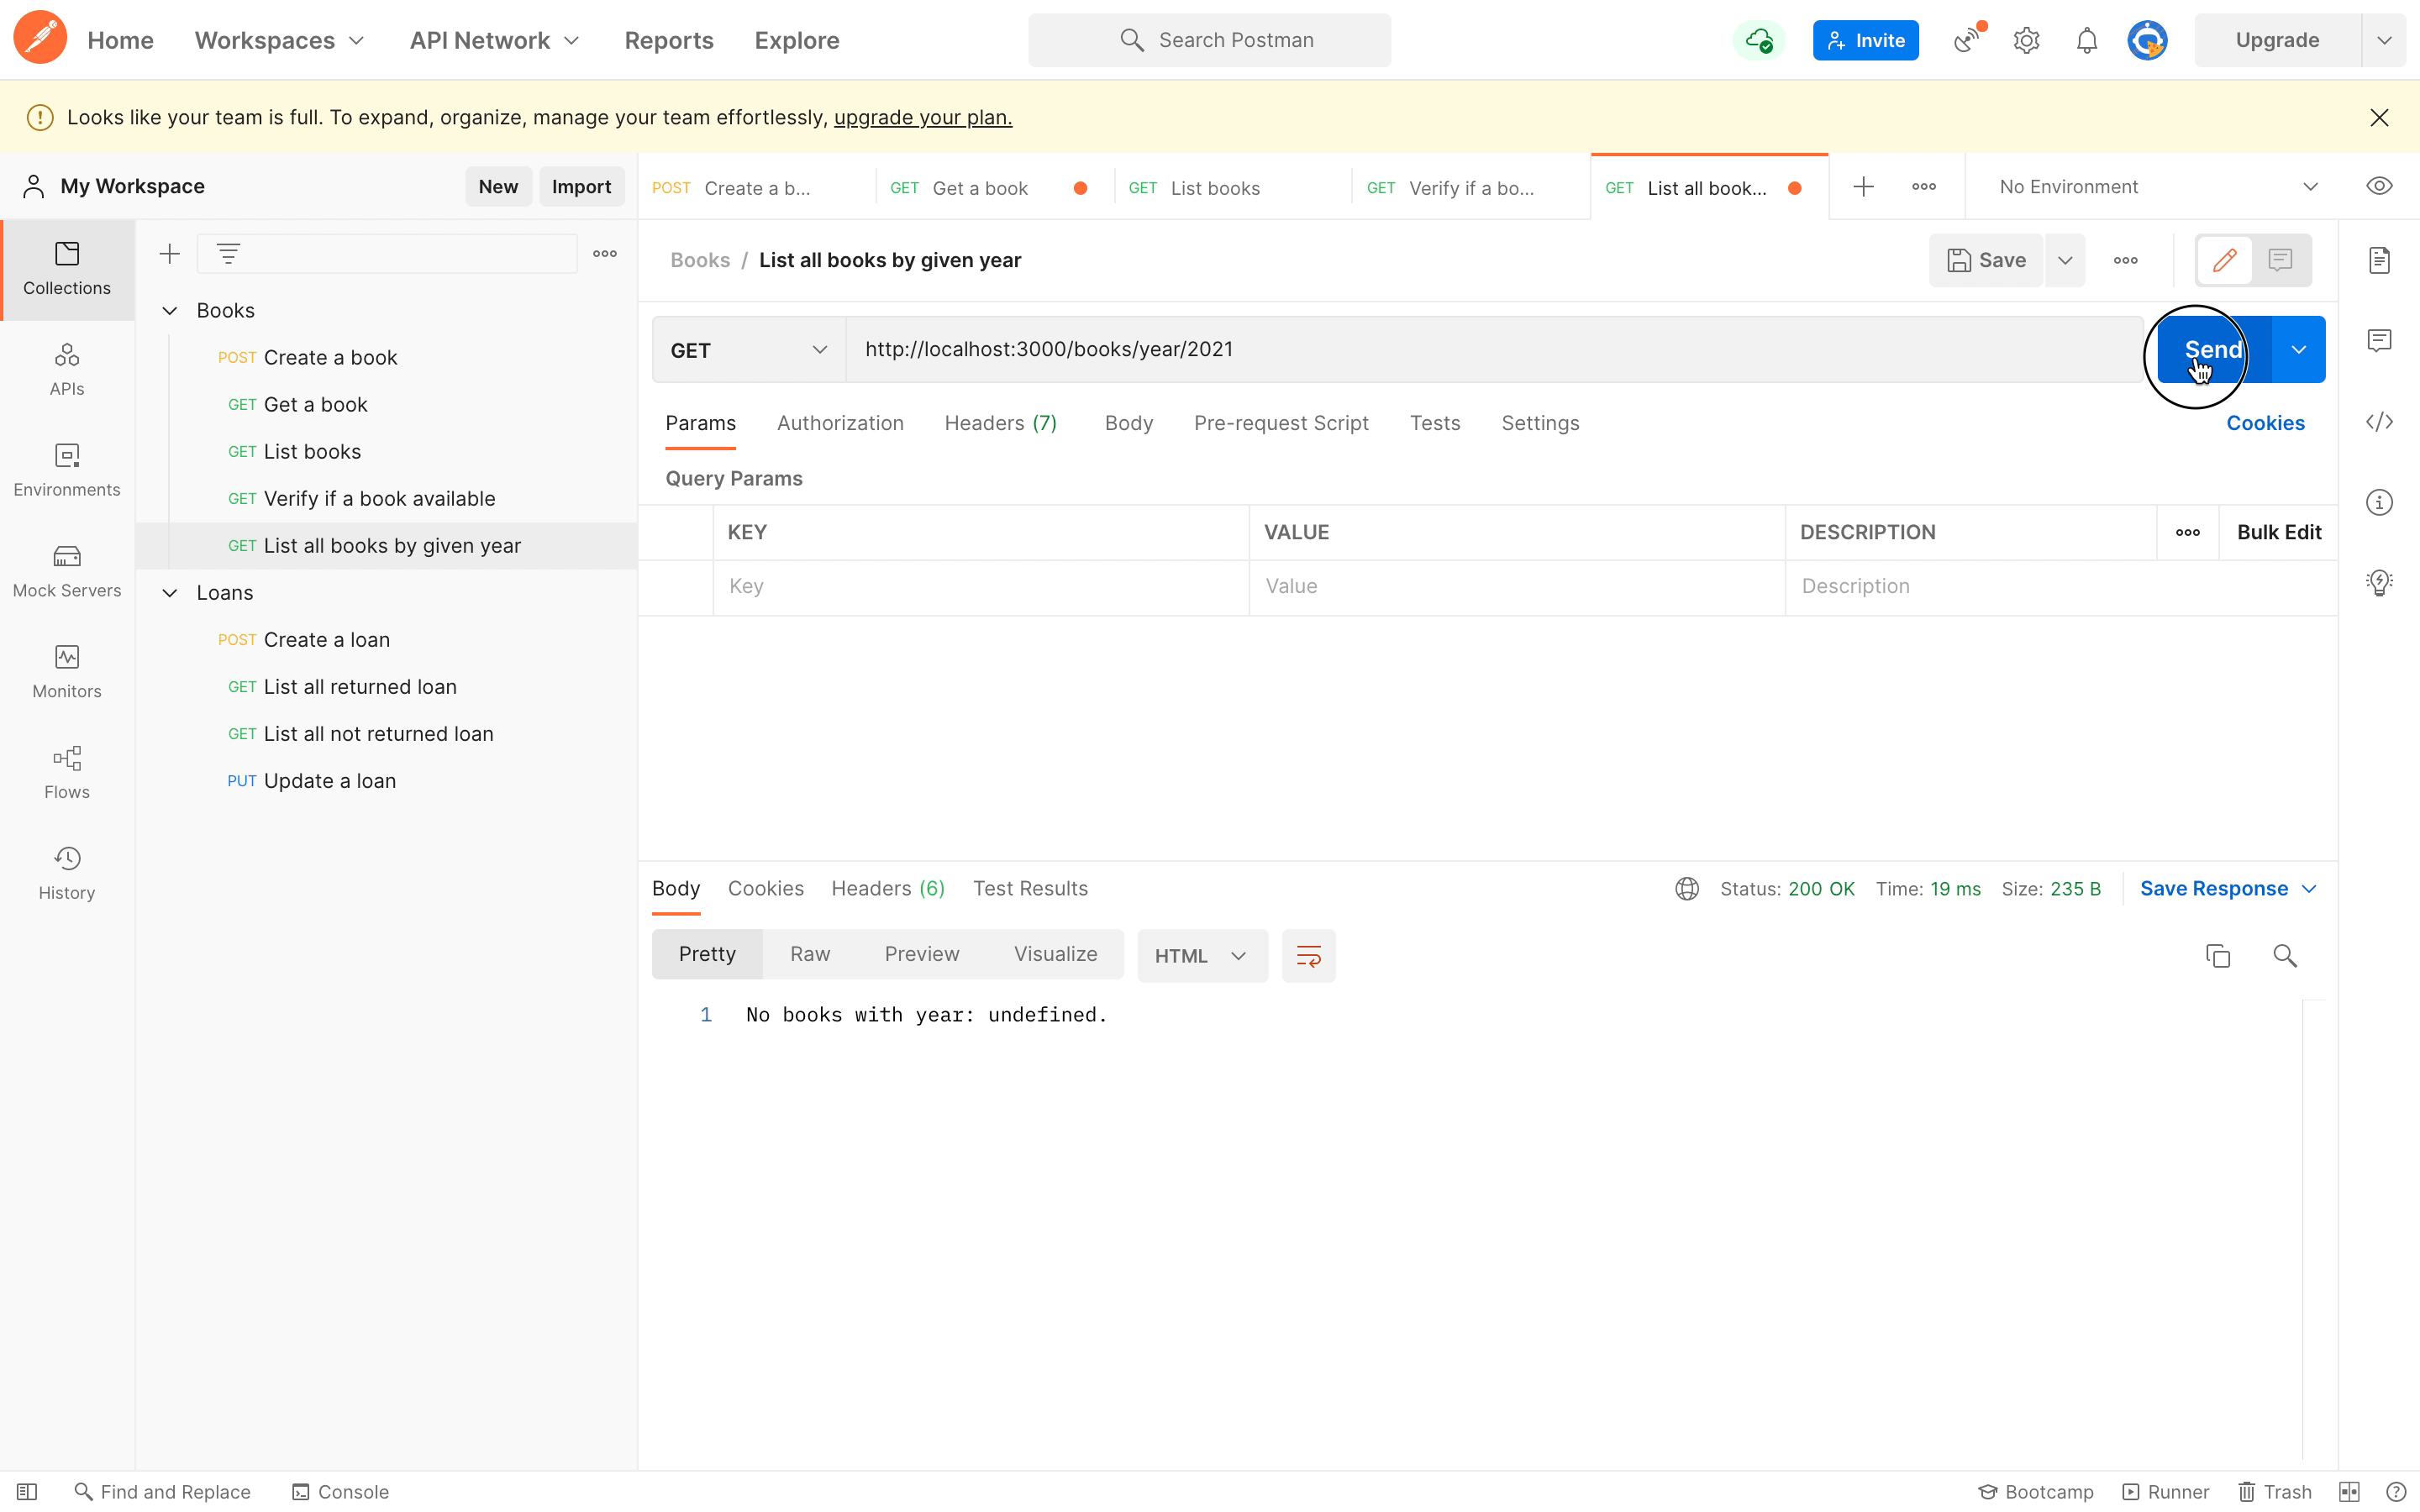 Home Workspaces API Network Reports Explore Search Postman Invite Upgrade
Looks like your team is full. To expand, organize, manage your team effortlessly, upgrade your plan.
My Workspace New Import
POST Create a b... GET Get a book GET List books GET Verify if a bo... GET List all book... No Environment
Collections
APIs
Environments
Mock Servers
Monitors
Flows
History
Books
POST Create a book
GET Get a book
GET List books
GET Verify if a book available
GET List all books by given year
Loans
POST Create a loan
GET List all returned loan
GET List all not returned loan
PUT Update a loan
Books / List all books by given year Save
GET http://localhost:3000/books/year/2021 Send
Params Authorization Headers (7) Body Pre-request Script Tests Settings Cookies
Query Params
KEY VALUE DESCRIPTION Bulk Edit
Key Value Description
Body Cookies Headers (6) Test Results Status: 200 OK Time: 19 ms Size: 235 B Save Response
Pretty Raw Preview Visualize HTML
1 No books with year: undefined.
Find and Replace Console Bootcamp Runner Trash